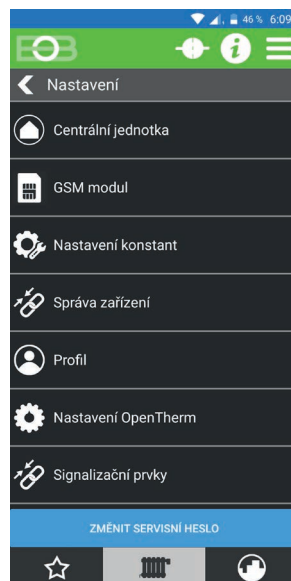 46 % 6:09
EOB
Nastavení
Centrální jednotka
GSM modul
Nastavení konstant
Správa zařízení
Profil
Nastavení OpenTherm
Signalizační prvky
ZMĚNIT SERVISNÍ HESLO